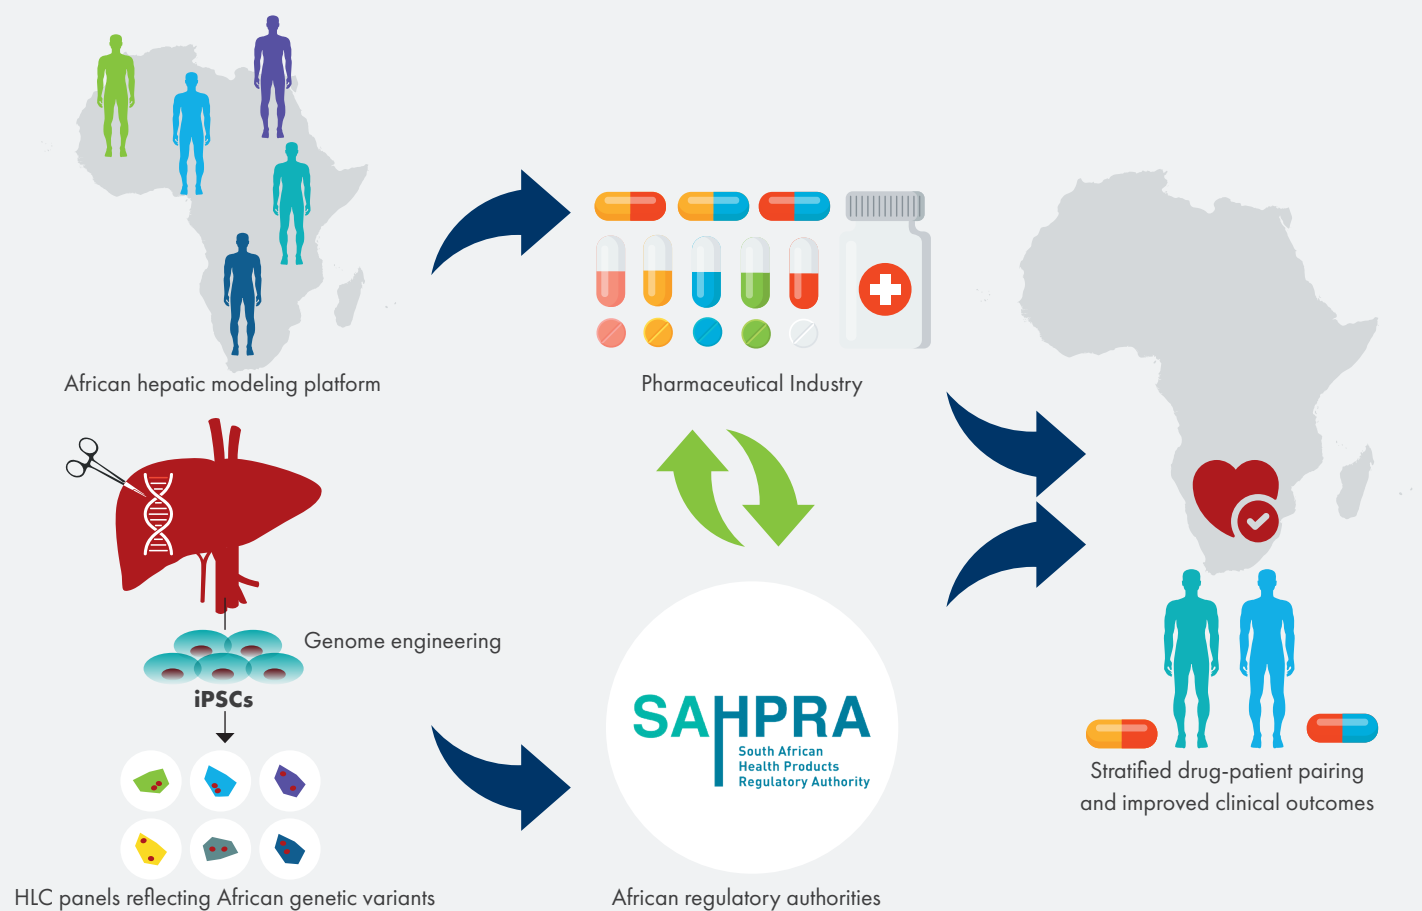 African hepatic modeling platform
Genome engineering
iPSCs
HLC panels reflecting African genetic variants
Pharmaceutical Industry
SAHPRA
South African
Health Products
Regulatory Authority
African regulatory authorities
Stratified drug-patient pairing
and improved clinical outcomes